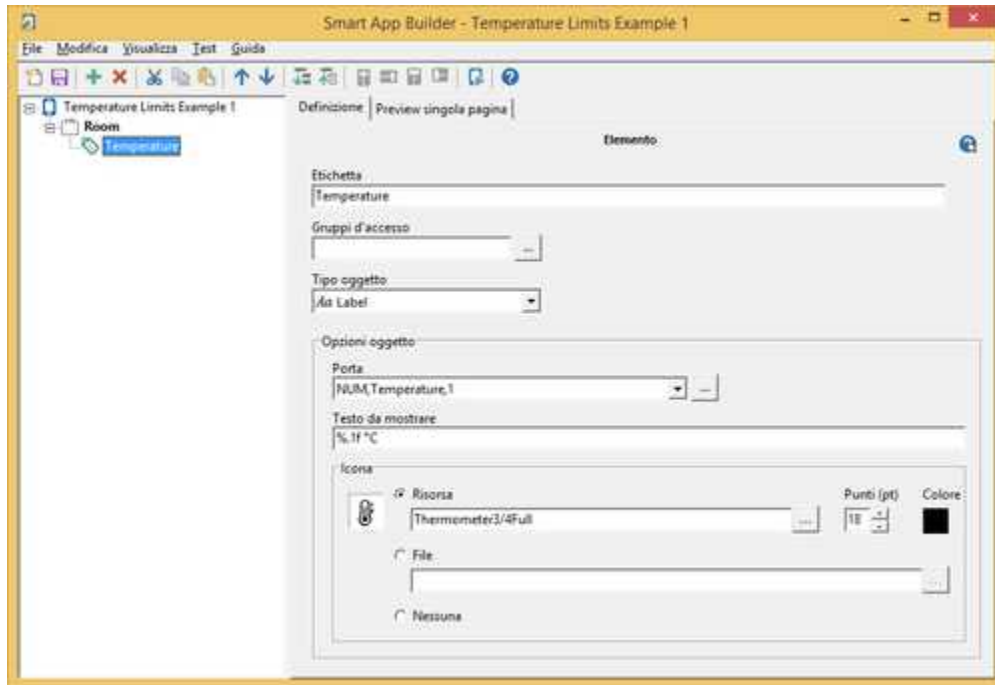 Smart App Builder - Temperature Limits Example 1
File Modifica Visualizza Test Guida
Temperature Limits Example 1
Room
Temperature
Definizione Preview singola pagina
Elemento
Etichetta
Temperature
Gruppi d'accesso
...
Tipo oggetto
Aa Label
Opzioni oggetto
Porta
NUM,Temperature,1
...
Testo da mostrare
%.1f °C
Icona
Risorsa Punti (pt) Colore
Thermometer3/4Full ... 18
File
...
Nessuna